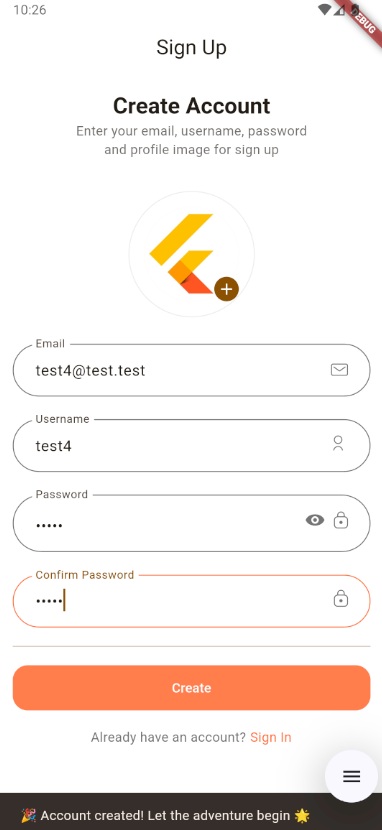 10:26
Sign Up
Create Account
Enter your email, username, password
and profile image for sign up
Email
test4@test.test
Username
test4
Password
•••••
Confirm Password
•••••
Create
Already have an account? Sign In
🎉 Account created! Let the adventure begin 🌟